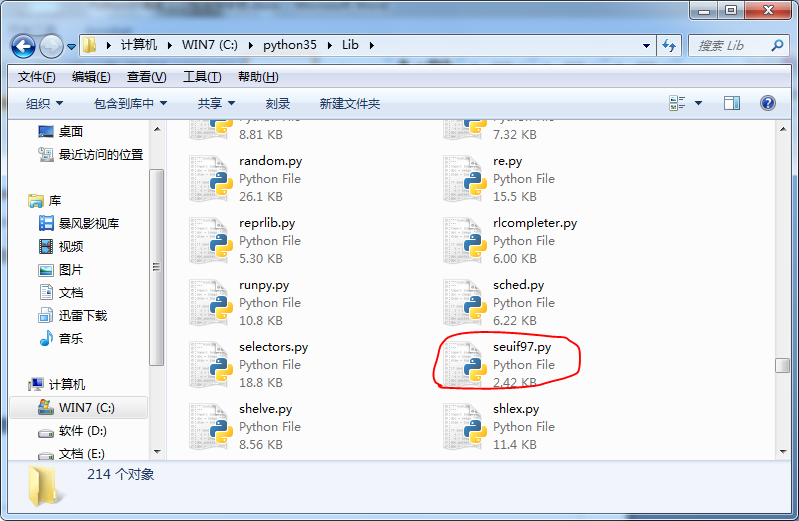 计算机 WIN7 (C:) python35 Lib
搜索 Lib
文件(F) 编辑(E) 查看(V) 工具(T) 帮助(H)
组织 包含到库中 共享 刻录 新建文件夹
桌面
最近访问的位置
库
暴风影视库
视频
图片
文档
迅雷下载
音乐
计算机
WIN7 (C:)
软件 (D:)
文档 (E:)
Python File
8.81 KB
Python File
7.32 KB
random.py
Python File
26.1 KB
re.py
Python File
15.5 KB
reprlib.py
Python File
5.30 KB
rlcompleter.py
Python File
6.00 KB
runpy.py
Python File
10.8 KB
sched.py
Python File
6.22 KB
selectors.py
Python File
18.8 KB
seuif97.py
Python File
2.42 KB
shelve.py
Python File
8.56 KB
shlex.py
Python File
11.4 KB
214 个对象